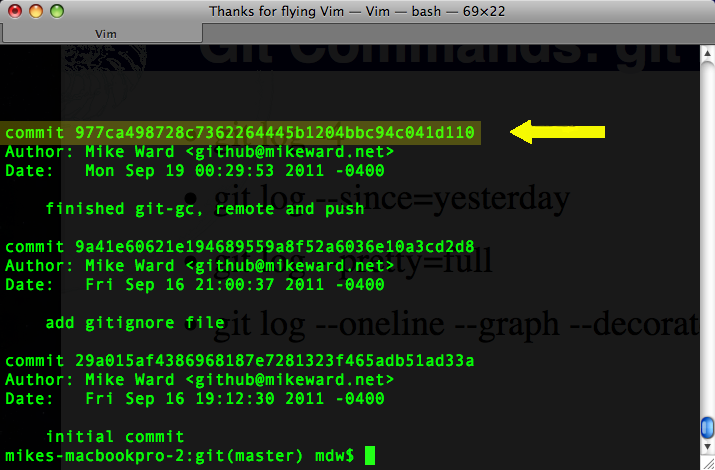 Thanks for flying Vim — Vim — bash — 69×22
Vim
Git Commands: git
commit 977ca498728c7362264445b1204bbc94c041d110
Author: Mike Ward <github@mikeward.net>
Date:   Mon Sep 19 00:29:53 2011 -0400
• git log --since=yesterday
finished git-gc, remote and push
commit 9a41e60621e194689559a8f52a6036e10a3cd2d8
Author: Mike Ward <github@mikeward.net>
• git log --pretty=full
Date:   Fri Sep 16 21:00:37 2011 -0400
add gitignore file
• git log --oneline --graph --decorat
commit 29a015af4386968187e7281323f465adb51ad33a
Author: Mike Ward <github@mikeward.net>
Date:   Fri Sep 16 19:12:30 2011 -0400
initial commit
mikes-macbookpro-2:git(master) mdw$